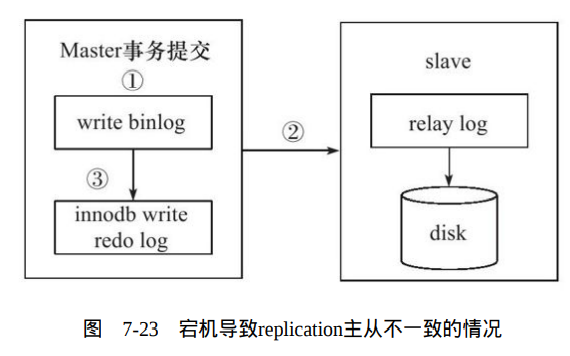 Master事务提交
①
write binlog
②
③
innodb write
redo log
slave
relay log
disk
图 7-23 宕机导致replication主从不一致的情况